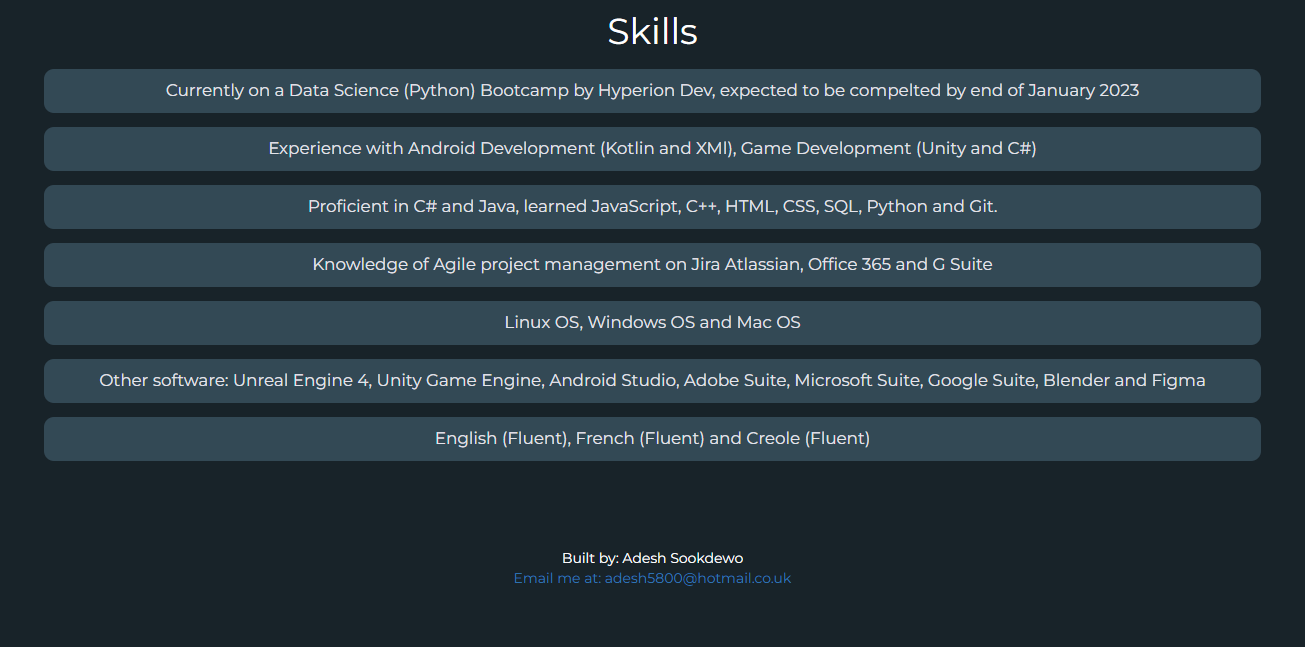 Skills
Currently on a Data Science (Python) Bootcamp by Hyperion Dev, expected to be compelted by end of January 2023
Experience with Android Development (Kotlin and XMl), Game Development (Unity and C#)
Proficient in C# and Java, learned JavaScript, C++, HTML, CSS, SQL, Python and Git.
Knowledge of Agile project management on Jira Atlassian, Office 365 and G Suite
Linux OS, Windows OS and Mac OS
Other software: Unreal Engine 4, Unity Game Engine, Android Studio, Adobe Suite, Microsoft Suite, Google Suite, Blender and Figma
English (Fluent), French (Fluent) and Creole (Fluent)
Built by: Adesh Sookdewo
Email me at: adesh5800@hotmail.co.uk